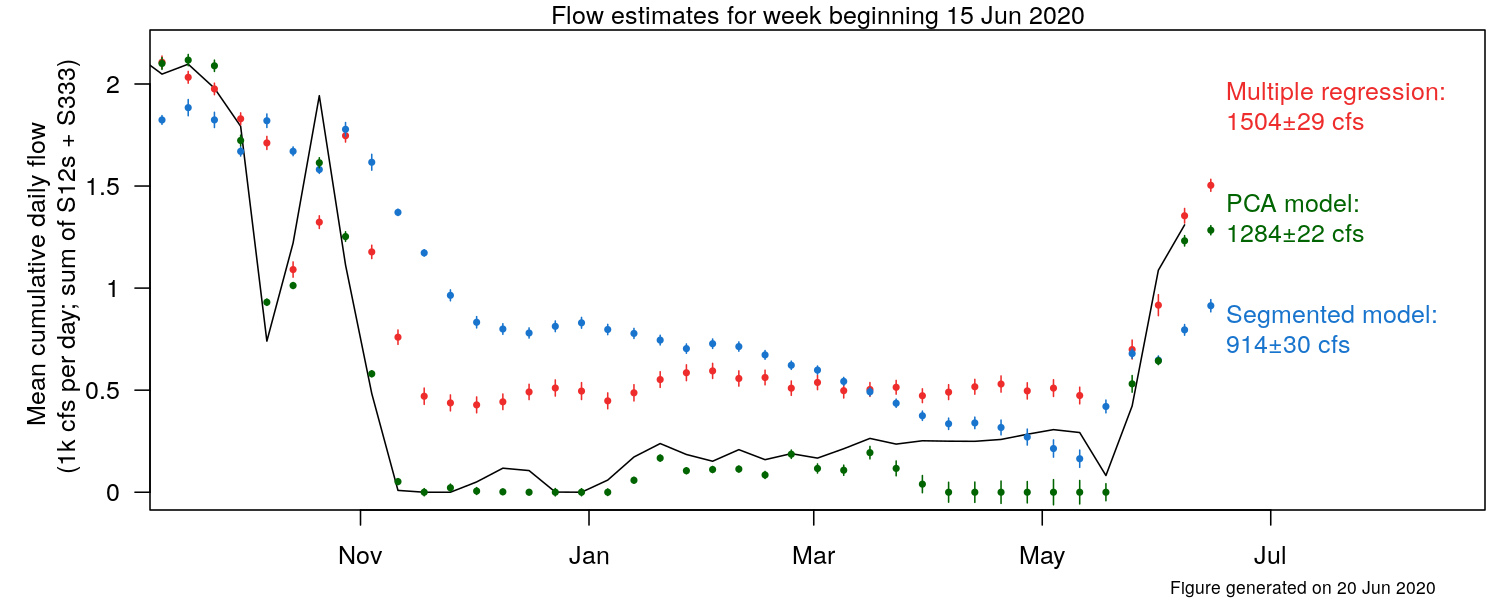 Flow estimates for week beginning 15 Jun 2020
Mean cumulative daily flow
(1k cfs per day; sum of S12s + S333)
2
1.5
1
0.5
0
Multiple regression:
1504±29 cfs
PCA model:
1284±22 cfs
Segmented model:
914±30 cfs
Nov
Jan
Mar
May
Jul
Figure generated on 20 Jun 2020